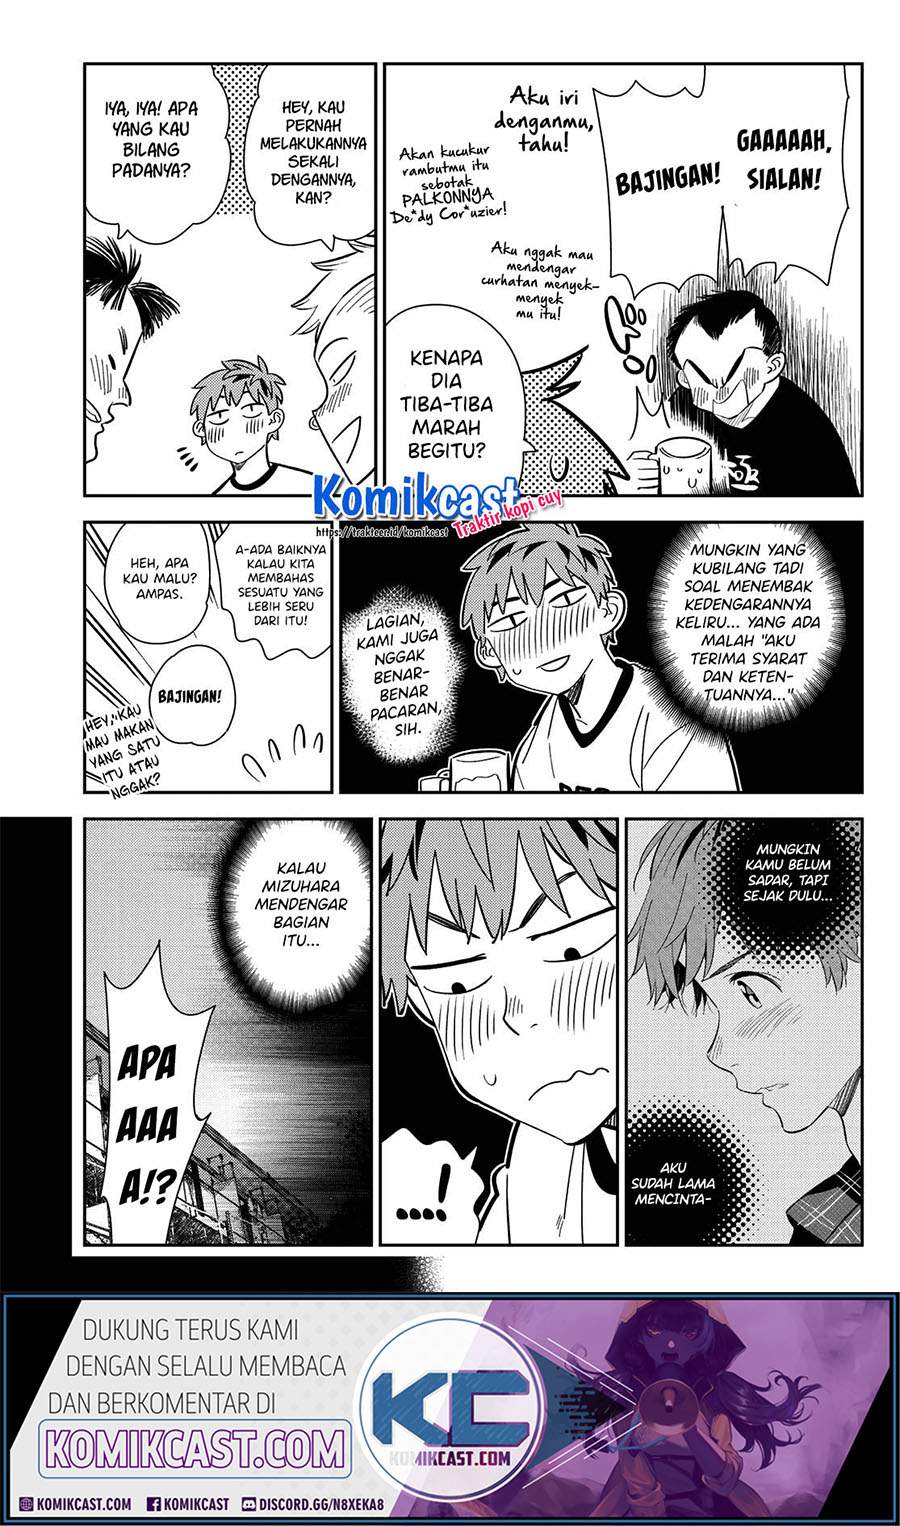 GAAAAAH,
SIALAN!
BAJINGAN!
Aku iri
denganmu,
tahu!
Akan kucukur
rambutmu itu
sebotak
PALKONNYA
De*dy Cor*uzier!
Aku nggak mau
mendengar
curhatan menyek-
menyek
mu itu!
KENAPA
DIA
TIBA-TIBA
MARAH
BEGITU?
HEY, KAU
PERNAH
MELAKUKANNYA
SEKALI
DENGANNYA,
KAN?
IYA, IYA! APA
YANG KAU
BILANG
PADANYA?
Komikcast
Traktir kopi cuy
https://trakteer.id/komikcast
MUNGKIN YANG
KUBILANG TADI
SOAL MENEMBAK
KEDENGARANNYA
KELIRU... YANG ADA
MALAH "AKU
TERIMA SYARAT
DAN KETEN-
TUANNYA..."
LAGIAN,
KAMI JUGA
NGGAK
BENAR-
BENAR
PACARAN,
SIH.
A-ADA BAIKNYA
KALAU KITA
MEMBAHAS
SESUATU YANG
LEBIH SERU
DARI ITU!
HEH, APA
KAU MALU?
AMPAS.
BAJINGAN!
HEY, KAU
MAU MAKAN
YANG SATU
ITU ATAU
NGGAK?
MUNGKIN
KAMU BELUM
SADAR, TAPI
SEJAK DULU...
AKU
SUDAH LAMA
MENCINTA-
....!
KALAU
MIZUHARA
MENDENGAR
BAGIAN
ITU...
APA
AAA
A!?
DUKUNG TERUS KAMI
DENGAN SELALU MEMBACA
DAN BERKOMENTAR DI
KOMIKCAST.COM
KC
KOMIKCAST.COM
KOMIKCAST.COM KOMIKCAST DISCORD.GG/N8XEKA8